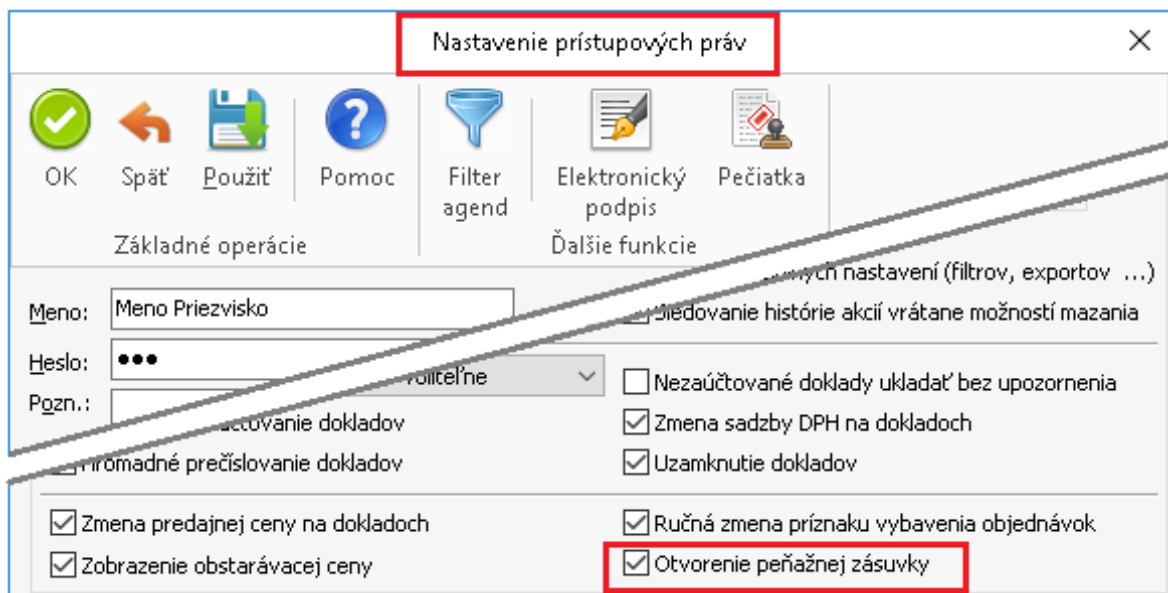 Nastavenie prístupových práv
OK
Späť
Použiť
Pomoc
Filter
agend
Elektronický
podpis
Pečiatka
Základné operácie
Ďalšie funkcie
nastavení (filtrov, exportov ...)
Meno: Meno Priezvisko
Sledovanie histórie akcií vrátane možností mazania
Heslo: •••
voliteľne
Nezaúčtované doklady ukladať bez upozornenia
Pozn.:
dokladov
Zmena sadzby DPH na dokladoch
Hromadné prečíslovanie dokladov
Uzamknutie dokladov
Zmena predajnej ceny na dokladoch
Ručná zmena príznaku vybavenia objednávok
Zobrazenie obstarávacej ceny
Otvorenie peňažnej zásuvky